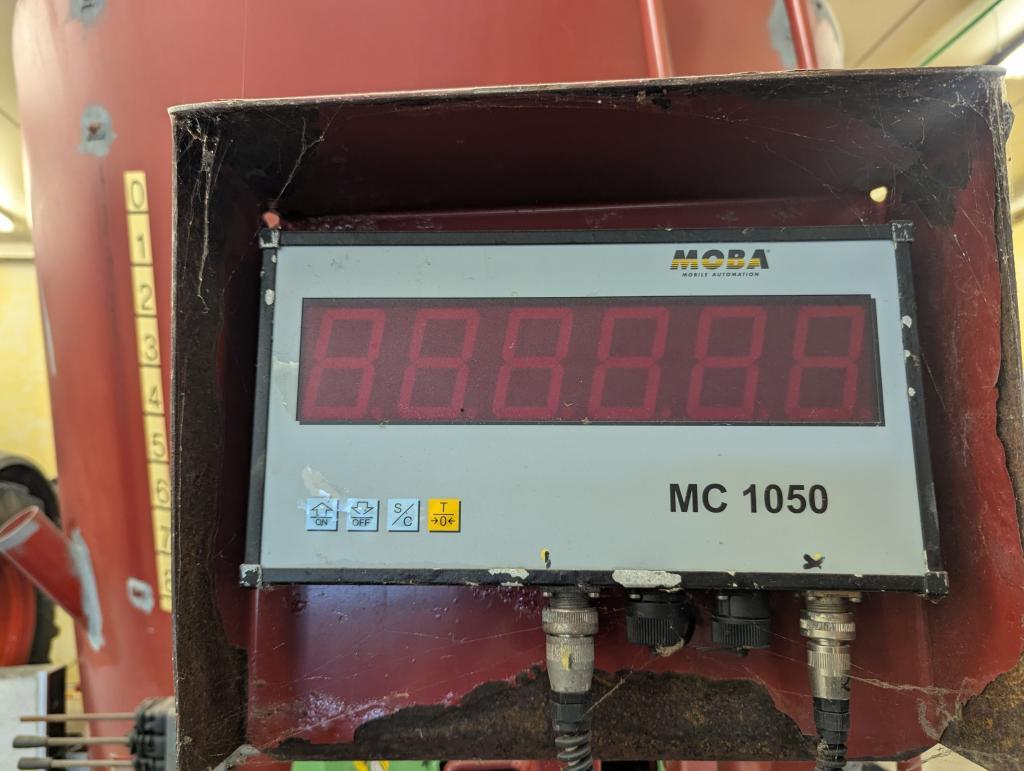 0
1
2
3
4
5
6
7
8
MOBA
MOBILE AUTOMATION
MC 1050
ON
OFF
S/C
T
→0←